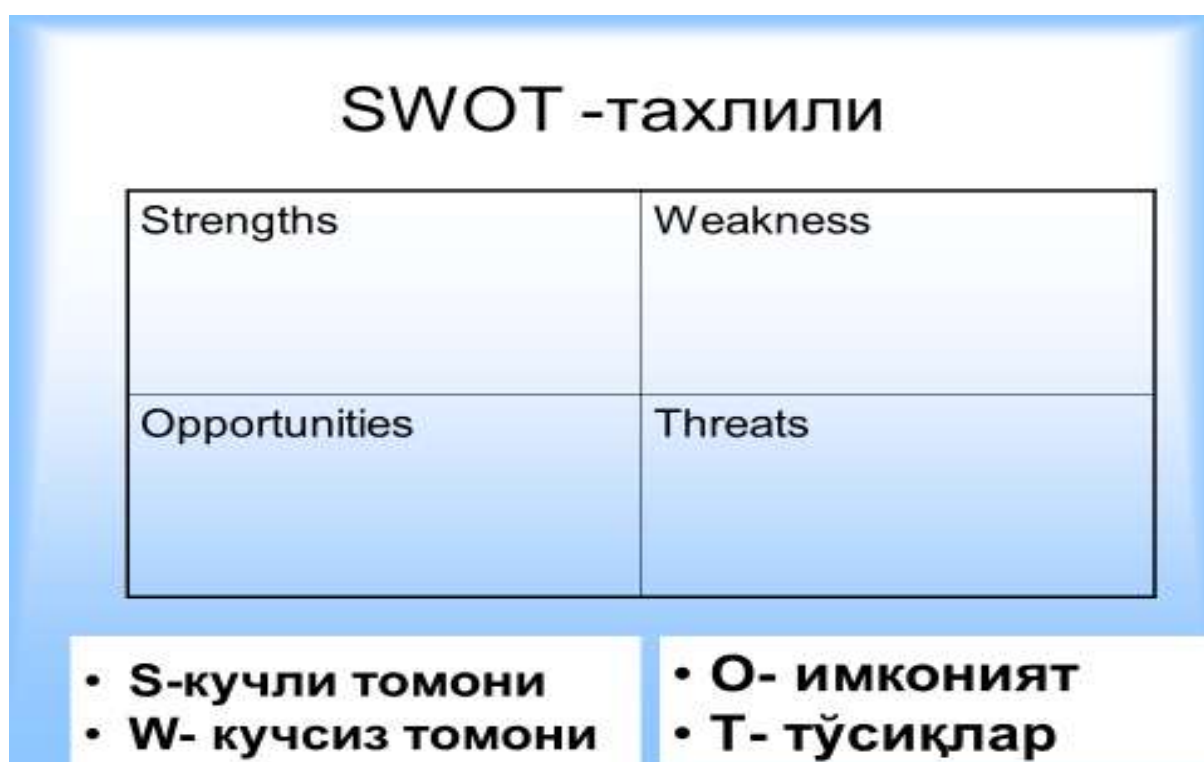 SWOT -тахлили
Strengths
Weakness
Opportunities
Threats
• S-кучли томони
• W- кучсиз томони
• O- имконият
• T- тўсиқлар